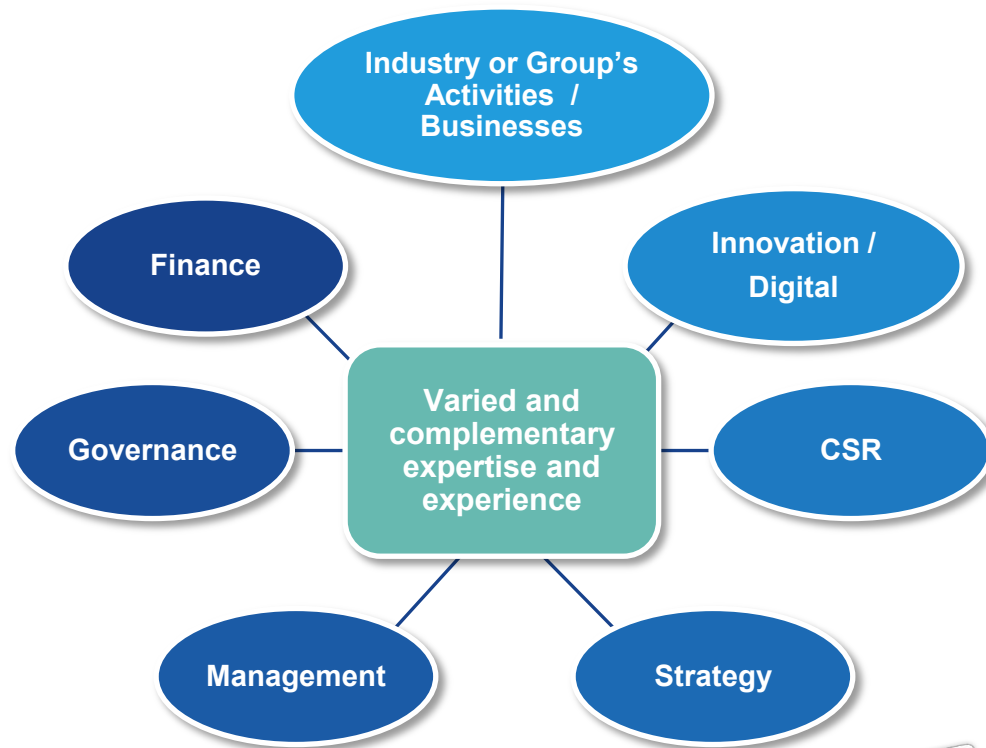 Industry or Group’s
Activities /
Businesses
Finance
Innovation /
Digital
Varied and
complementary
expertise and
experience
Governance
CSR
Management
Strategy